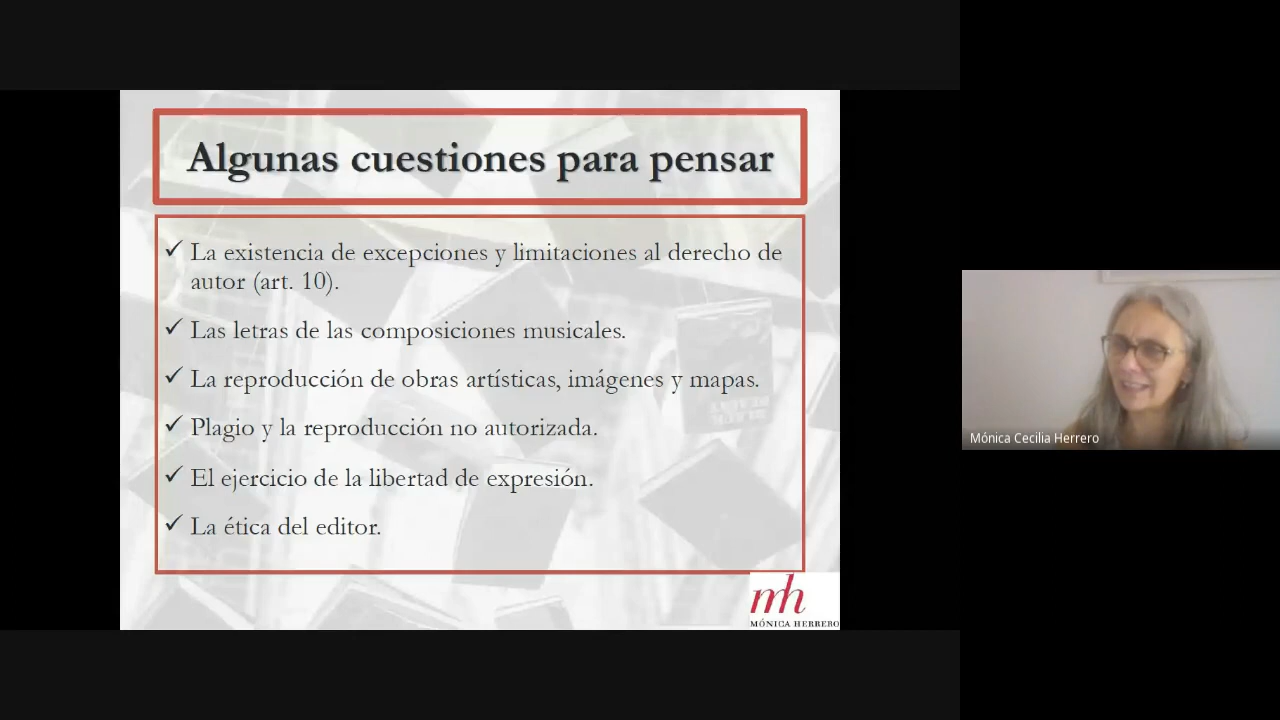 Algunas cuestiones para pensar
✓ La existencia de excepciones y limitaciones al derecho de
autor (art. 10).
✓ Las letras de las composiciones musicales.
✓ La reproducción de obras artísticas, imágenes y mapas.
✓ Plagio y la reproducción no autorizada.
✓ El ejercicio de la libertad de expresión.
✓ La ética del editor.
mh
MÓNICA HERRERO
Mónica Cecilia Herrero